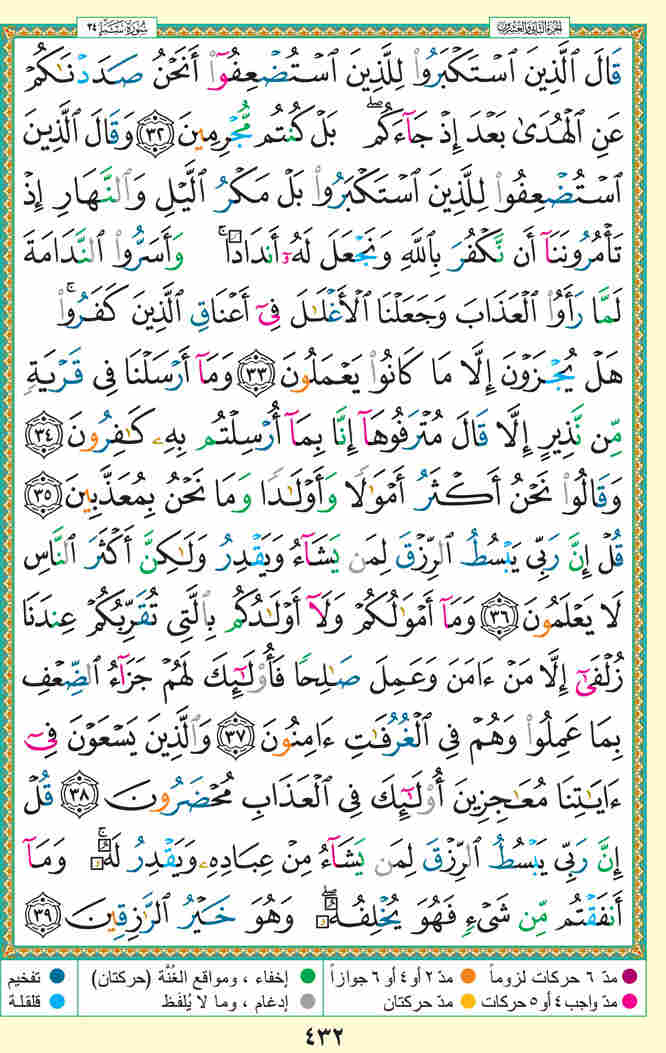 الجزء الثاني والعشرون
سُورَةُ سَبَإٍ ٣٤
قَالَ ٱلَّذِينَ ٱسْتَكْبَرُوا۟ لِلَّذِينَ ٱسْتُضْعِفُوٓا۟ أَنَحْنُ صَدَدْنَٰكُمْ
عَنِ ٱلْهُدَىٰ بَعْدَ إِذْ جَآءَكُم ۖ بَلْ كُنتُم مُّجْرِمِينَ ٣٢ وَقَالَ ٱلَّذِينَ
ٱسْتُضْعِفُوا۟ لِلَّذِينَ ٱسْتَكْبَرُوا۟ بَلْ مَكْرُ ٱلَّيْلِ وَٱلنَّهَارِ إِذْ
تَأْمُرُونَنَآ أَن نَّكْفُرَ بِٱللَّهِ وَنَجْعَلَ لَهُۥٓ أَندَادًا ۚ وَأَسَرُّوا۟ ٱلنَّدَامَةَ
لَمَّا رَأَوُا۟ ٱلْعَذَابَ وَجَعَلْنَا ٱلْأَغْلَٰلَ فِىٓ أَعْنَاقِ ٱلَّذِينَ كَفَرُوا۟ ۚ
هَلْ يُجْزَوْنَ إِلَّا مَا كَانُوا۟ يَعْمَلُونَ ٣٣ وَمَآ أَرْسَلْنَا فِى قَرْيَةٍ
مِّن نَّذِيرٍ إِلَّا قَالَ مُتْرَفُوهَآ إِنَّا بِمَآ أُرْسِلْتُم بِهِۦ كَٰفِرُونَ ٣٤
وَقَالُوا۟ نَحْنُ أَكْثَرُ أَمْوَٰلًا وَأَوْلَٰدًا وَمَا نَحْنُ بِمُعَذَّبِينَ ٣٥
قُلْ إِنَّ رَبِّى يَبْسُطُ ٱلرِّزْقَ لِمَن يَشَآءُ وَيَقْدِرُ وَلَٰكِنَّ أَكْثَرَ ٱلنَّاسِ
لَا يَعْلَمُونَ ٣٦ وَمَآ أَمْوَٰلُكُمْ وَلَآ أَوْلَٰدُكُم بِٱلَّتِى تُقَرِّبُكُمْ عِندَنَا
زُلْفَىٰٓ إِلَّا مَنْ ءَامَنَ وَعَمِلَ صَٰلِحًا فَأُو۟لَٰٓئِكَ لَهُمْ جَزَآءُ ٱلضِّعْفِ
بِمَا عَمِلُوا۟ وَهُمْ فِى ٱلْغُرُفَٰتِ ءَامِنُونَ ٣٧ وَٱلَّذِينَ يَسْعَوْنَ فِىٓ
ءَايَٰتِنَا مُعَٰجِزِينَ أُو۟لَٰٓئِكَ فِى ٱلْعَذَابِ مُحْضَرُونَ ٣٨ قُلْ
إِنَّ رَبِّى يَبْسُطُ ٱلرِّزْقَ لِمَن يَشَآءُ مِنْ عِبَادِهِۦ وَيَقْدِرُ لَهُۥ ۚ وَمَآ
أَنفَقْتُم مِّن شَىْءٍ فَهُوَ يُخْلِفُهُۥ ۖ وَهُوَ خَيْرُ ٱلرَّٰزِقِينَ ٣٩
مدّ ٦ حركات لزوماً مدّ ٢ أو ٤ أو ٦ جوازاً إخفاء ، ومواقع الغُنَّة (حركتان) تفخيم
مدّ واجب ٤ أو ٥ حركات مدّ حركتان إدغام ، وما لا يُلفَظ قلقلة
٤٣٢